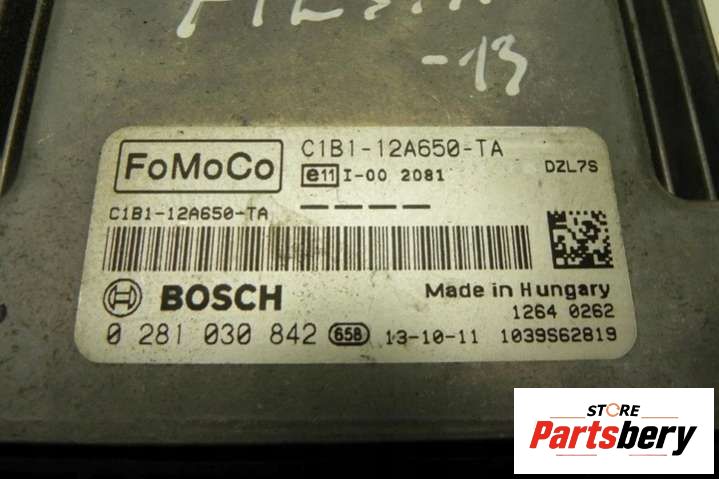 -13
FoMoCo
C1B1-12A650-TA
e11 I-00 2081
DZL7S
C1B1-12A650-TA
BOSCH
Made in Hungary
1264 0262
0 281 030 842 658 13-10-11 1039S62819
STORE
Partsbery